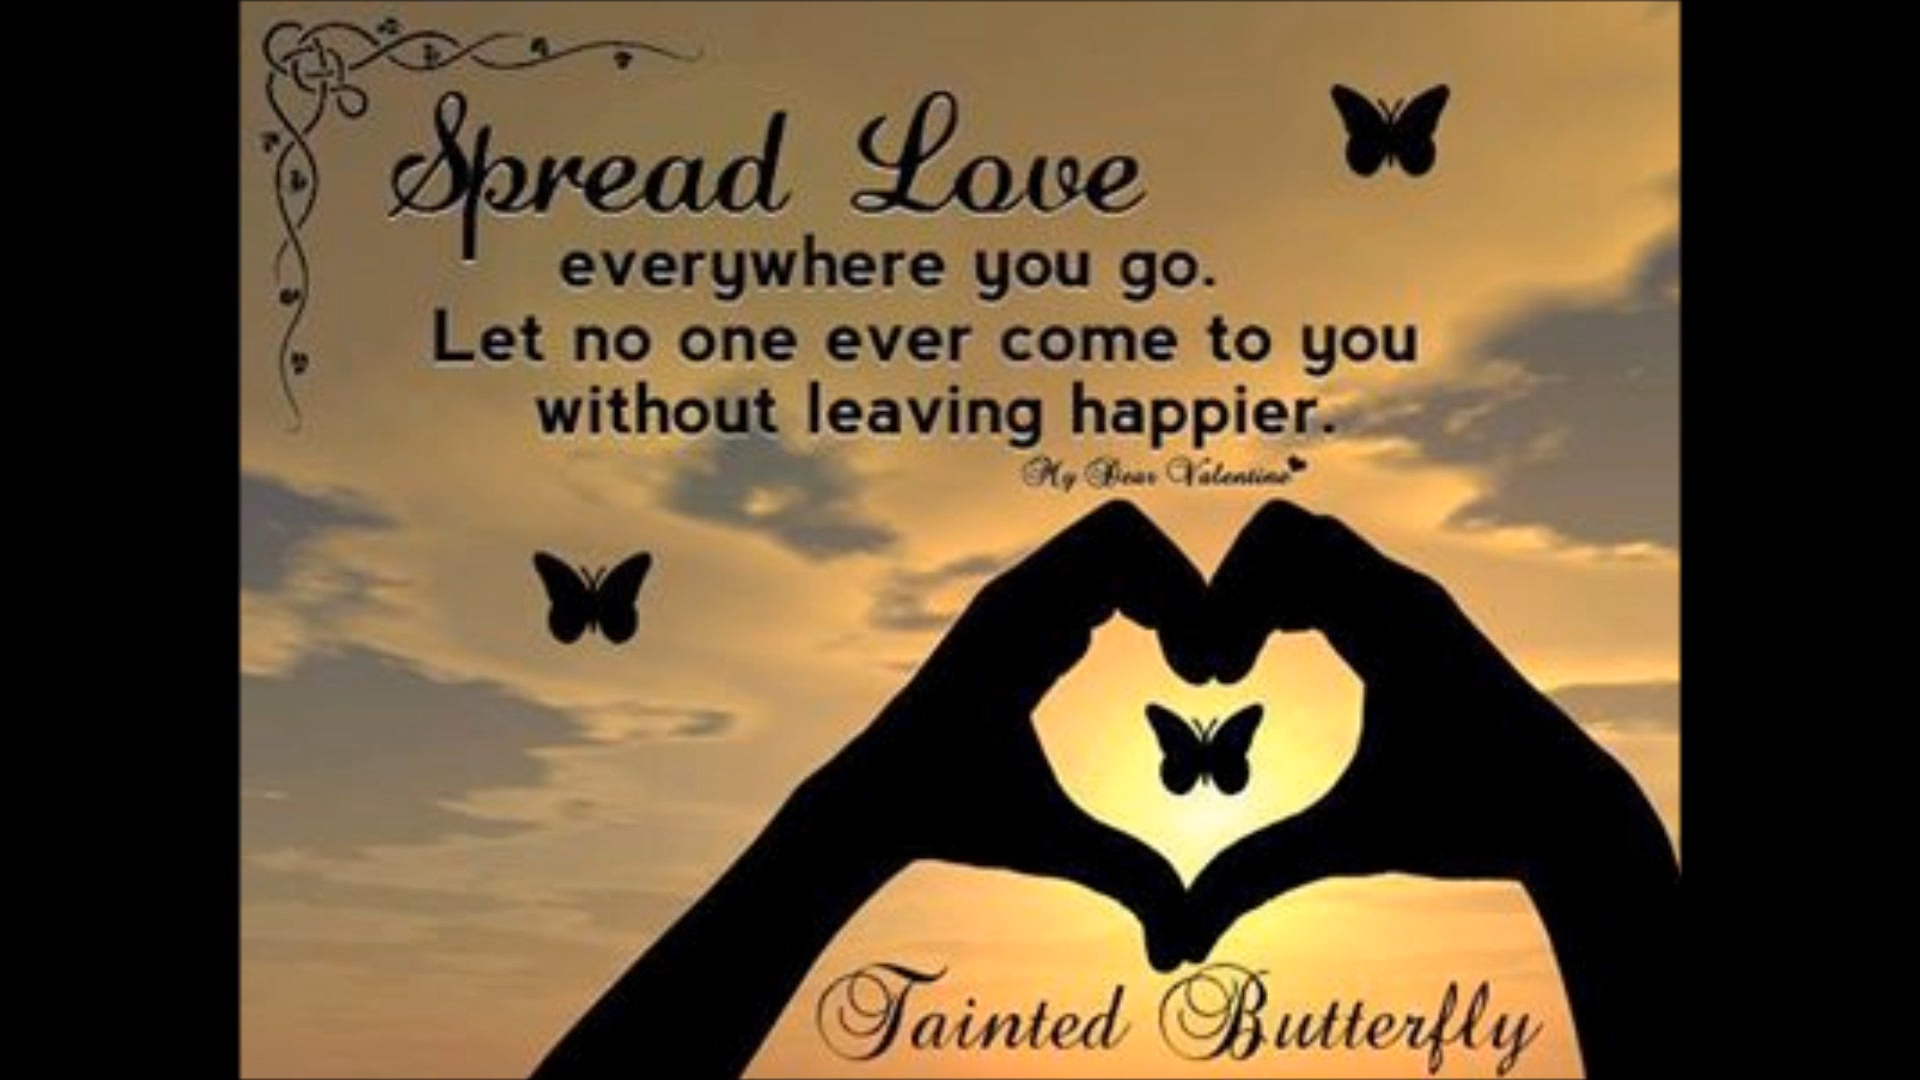 Spread Love
everywhere you go.
Let no one ever come to you
without leaving happier.
My Dear Valentine
Tainted Butterfly